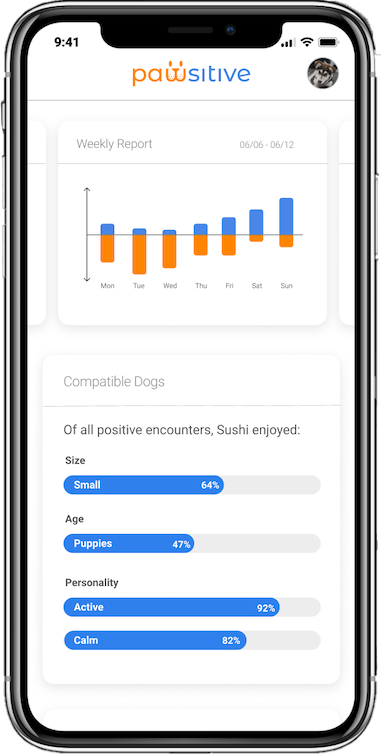 9:41
pawsitive
Weekly Report 06/06 - 06/12
Mon Tue Wed Thu Fri Sat Sun
Compatible Dogs
Of all positive encounters, Sushi enjoyed:
Size
Small 64%
Age
Puppies 47%
Personality
Active 92%
Calm 82%